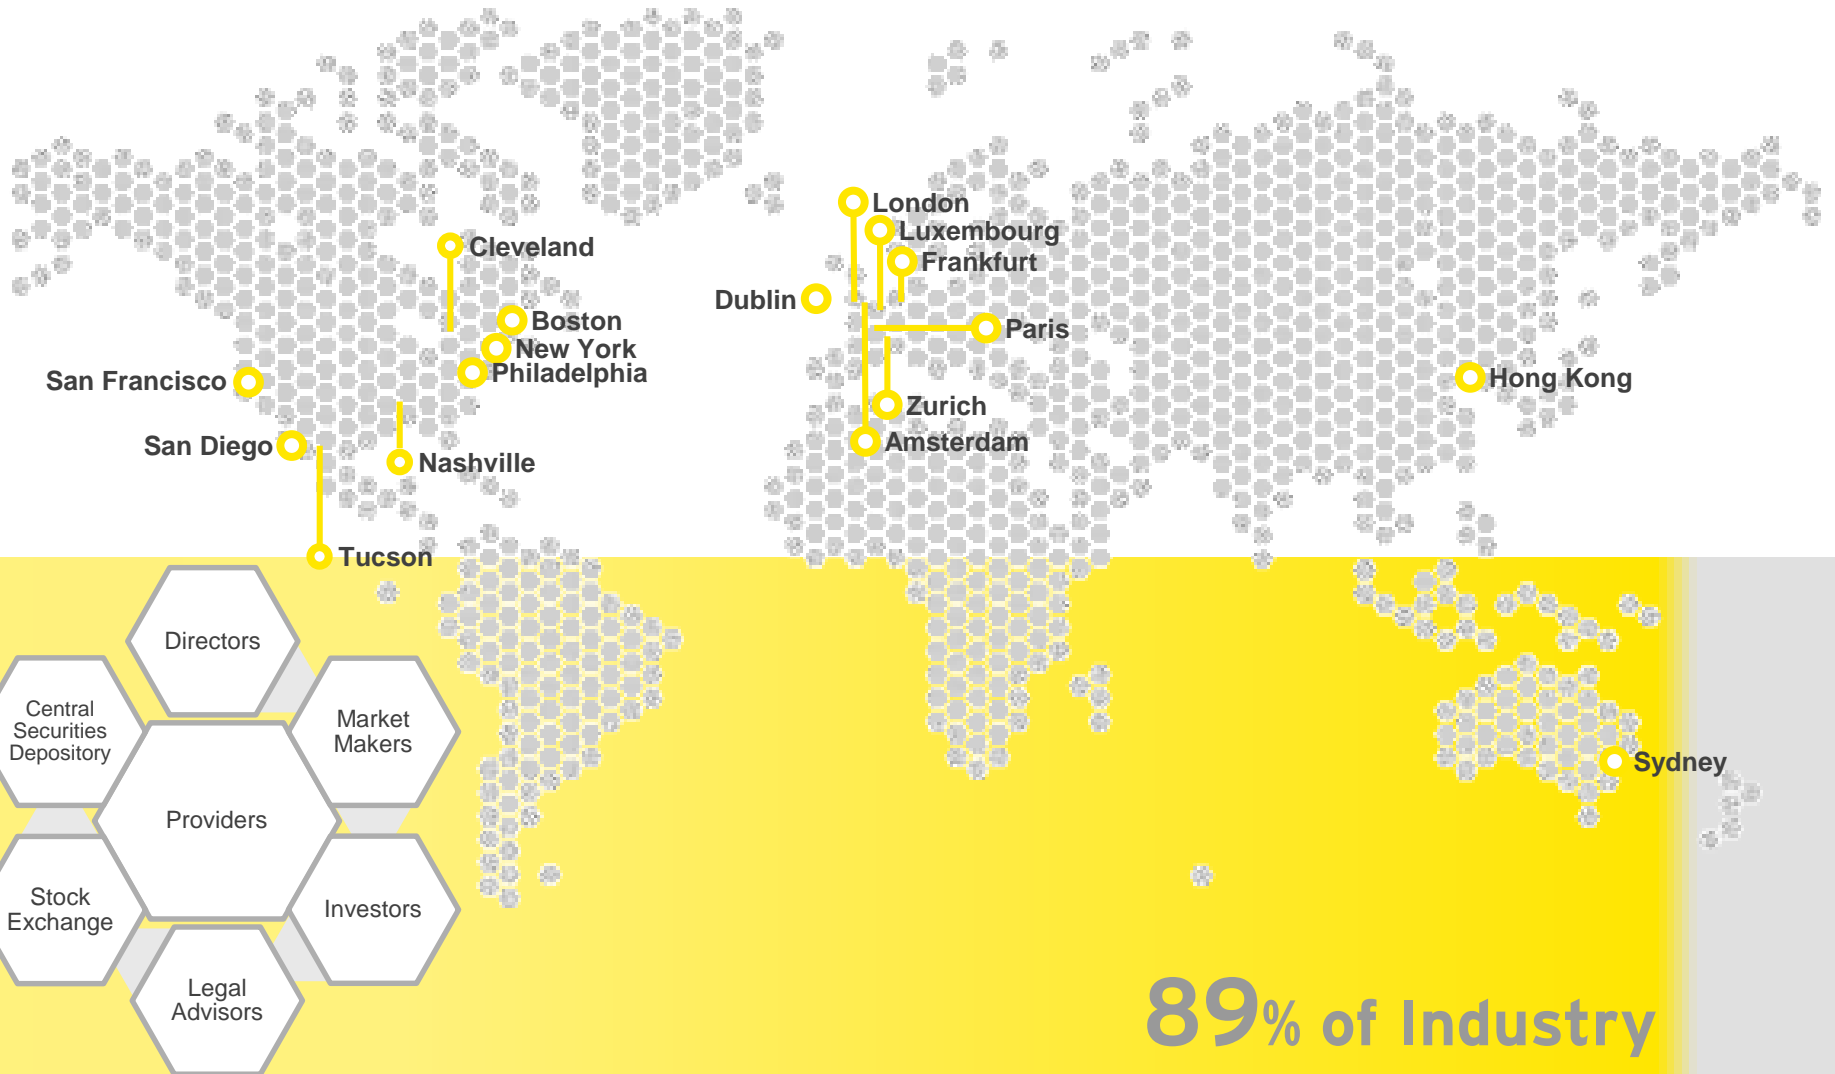 London
Luxembourg
Cleveland
Frankfurt
Dublin
Boston
Paris
New York
Philadelphia
San Francisco
Hong Kong
Zurich
San Diego
Amsterdam
Nashville
Tucson
Directors
Central
Securities
Depository
Market
Makers
Sydney
Providers
Stock
Exchange
Investors
Legal
Advisors
89% of Industry